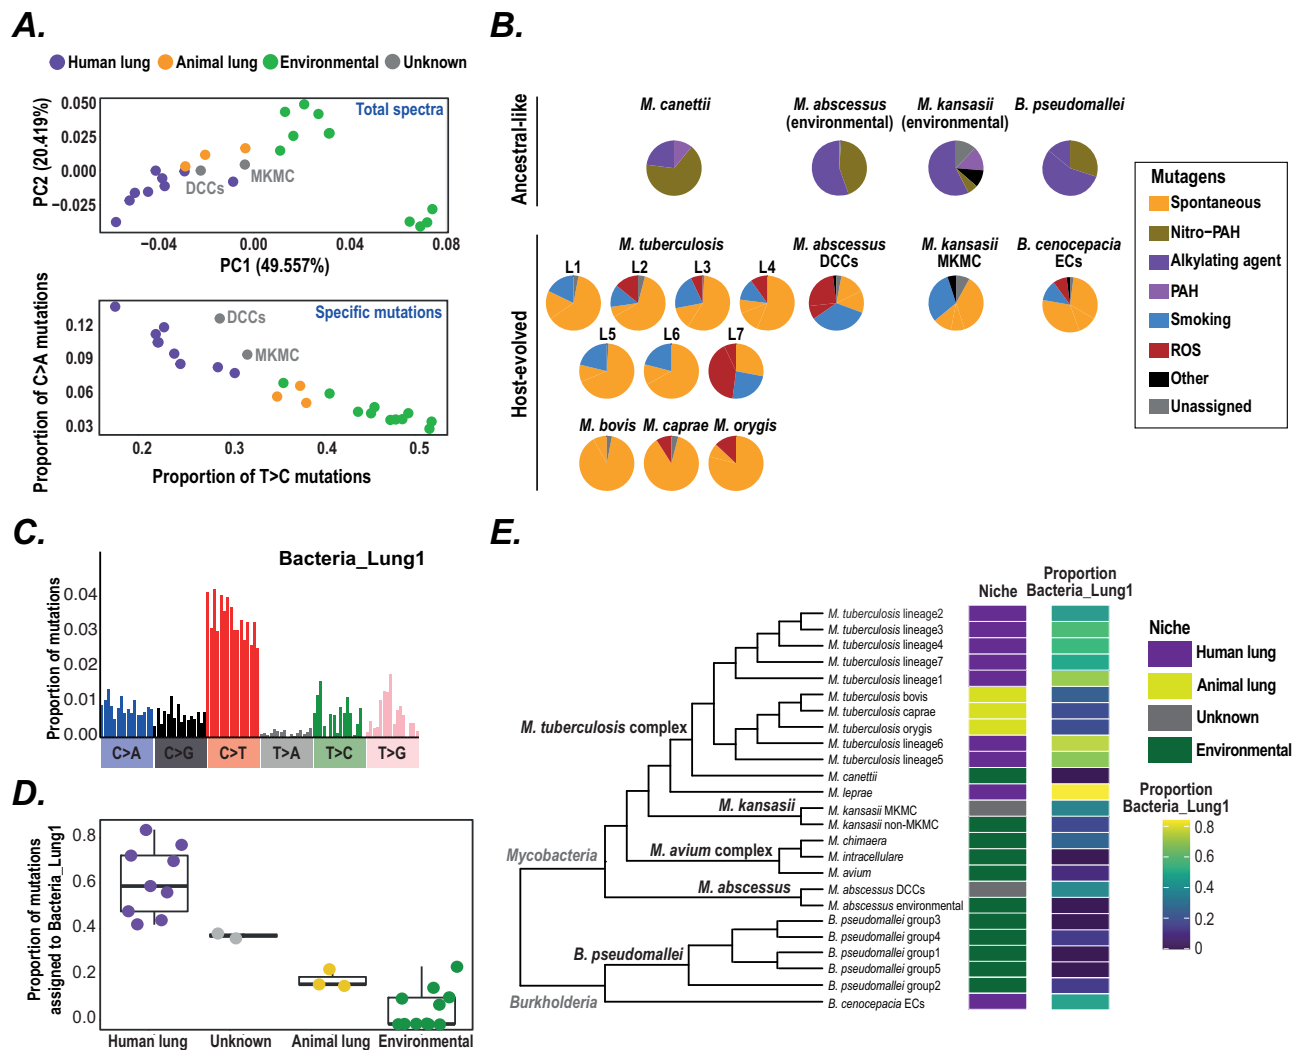 A.
Human lung
Animal lung
Environmental
Unknown
Total spectra
PC2 (20.419%)
0.050
0.025
0.000
−0.025
DCCs
MKMC
−0.04
0.00
0.04
0.08
PC1 (49.557%)
Specific mutations
Proportion of C>A mutations
0.12
0.09
0.06
0.03
DCCs
MKMC
0.2
0.3
0.4
0.5
Proportion of T>C mutations
B.
Ancestral-like
M. canettii
M. abscessus
(environmental)
M. kansasii
(environmental)
B. pseudomallei
Host-evolved
M. tuberculosis
L1
L2
L3
L4
L5
L6
L7
M. abscessus
DCCs
M. kansasii
MKMC
B. cenocepacia
ECs
M. bovis
M. caprae
M. orygis
Mutagens
Spontaneous
Nitro−PAH
Alkylating agent
PAH
Smoking
ROS
Other
Unassigned
C.
Bacteria_Lung1
Proportion of mutations
0.04
0.03
0.02
0.01
0.00
C>A
C>G
C>T
T>A
T>C
T>G
D.
Proportion of mutations
assigned to Bacteria_Lung1
0.8
0.6
0.4
0.2
0.0
Human lung
Unknown
Animal lung
Environmental
E.
Niche
Proportion
Bacteria_Lung1
M. tuberculosis lineage2
M. tuberculosis lineage3
M. tuberculosis lineage4
M. tuberculosis lineage7
M. tuberculosis lineage1
M. tuberculosis bovis
M. tuberculosis caprae
M. tuberculosis orygis
M. tuberculosis lineage6
M. tuberculosis lineage5
M. canettii
M. leprae
M. kansasii MKMC
M. kansasii non-MKMC
M. chimaera
M. intracellulare
M. avium
M. abscessus DCCs
M. abscessus environmental
B. pseudomallei group3
B. pseudomallei group4
B. pseudomallei group1
B. pseudomallei group5
B. pseudomallei group2
B. cenocepacia ECs
M. tuberculosis complex
M. kansasii
M. avium complex
Mycobacteria
M. abscessus
B. pseudomallei
Burkholderia
Niche
Human lung
Animal lung
Unknown
Environmental
Proportion
Bacteria_Lung1
0.8
0.6
0.4
0.2
0